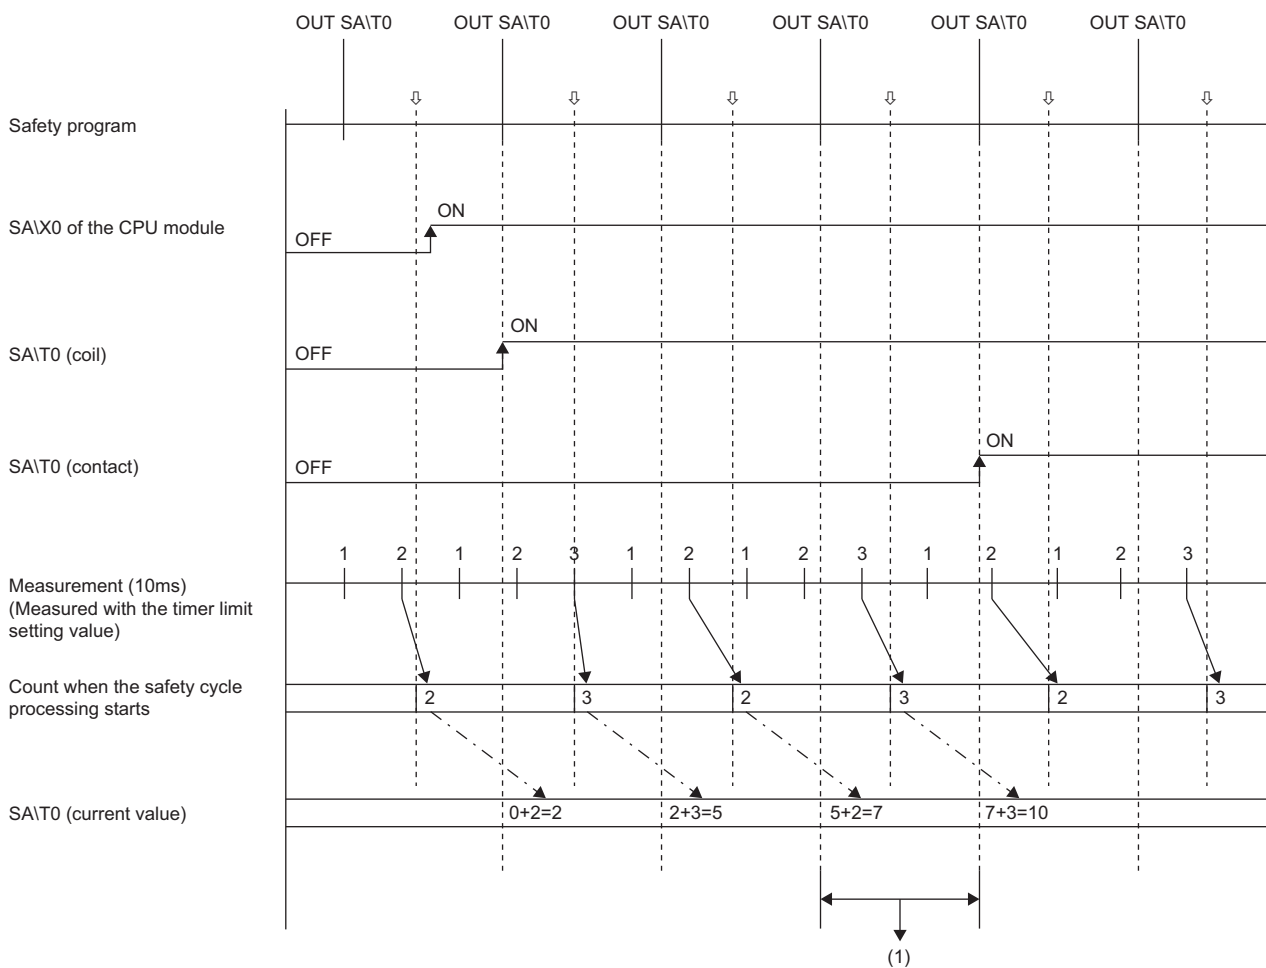 OUT SA\T0 OUT SA\T0 OUT SA\T0 OUT SA\T0 OUT SA\T0 OUT SA\T0
Safety program
SA\X0 of the CPU module
OFF
ON
SA\T0 (coil)
OFF
ON
SA\T0 (contact)
OFF
ON
1 2 1 2 3 1 2 1 2 3 1 2 1 2 3
Measurement (10ms)
(Measured with the timer limit
setting value)
Count when the safety cycle
processing starts
2 3 2 3 2 3
SA\T0 (current value)
0+2=2 2+3=5 5+2=7 7+3=10
(1)